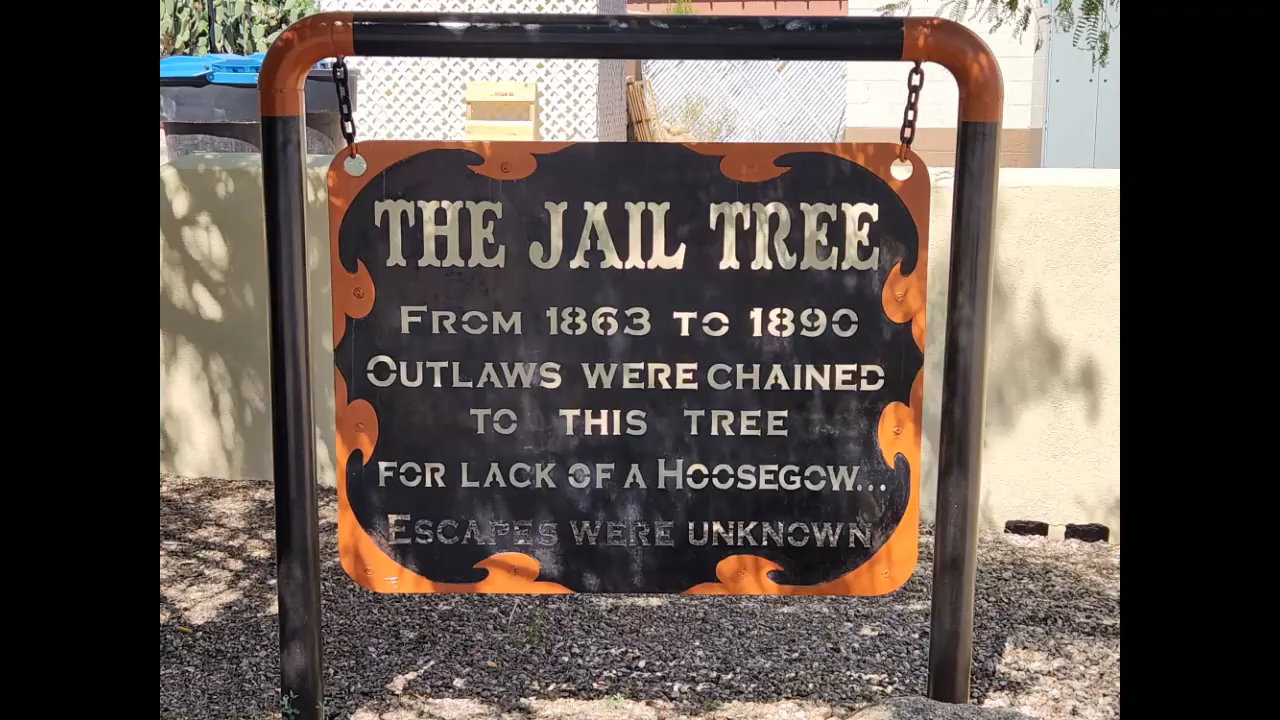 THE JAIL TREE
FROM 1863 TO 1890
OUTLAWS WERE CHAINED
TO THIS TREE
FOR LACK OF A HOOSEGOW...
ESCAPES WERE UNKNOWN